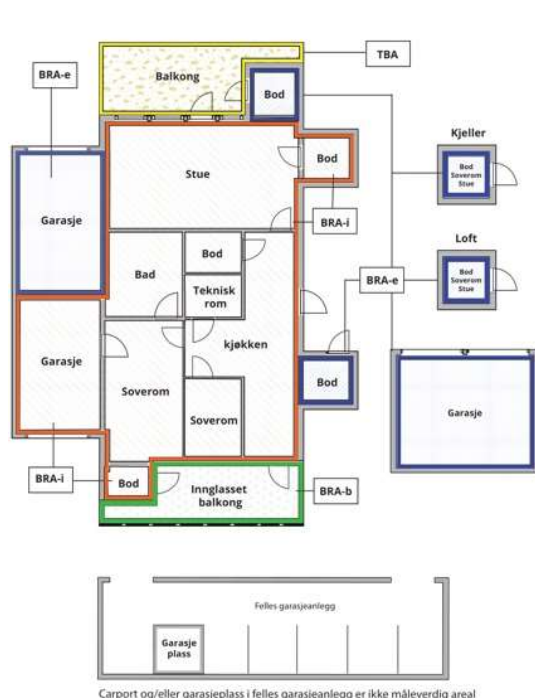 TBA
BRA-e
Balkong
Bod
Kjeller
Bod
Stue
Bod
Soverom
Stue
BRA-i
Garasje
Loft
Bad
Bod
Teknisk
rom
BRA-e
Bod
Soverom
Stue
kjøkken
Garasje
Soverom
Soverom
Bod
Garasje
BRA-i
Bod
Innglasset
balkong
BRA-b
Felles garasjeanlegg
Garasje
plass
Carport og/eller garasjeplass i felles garasjeanlegg er ikke måleverdig areal